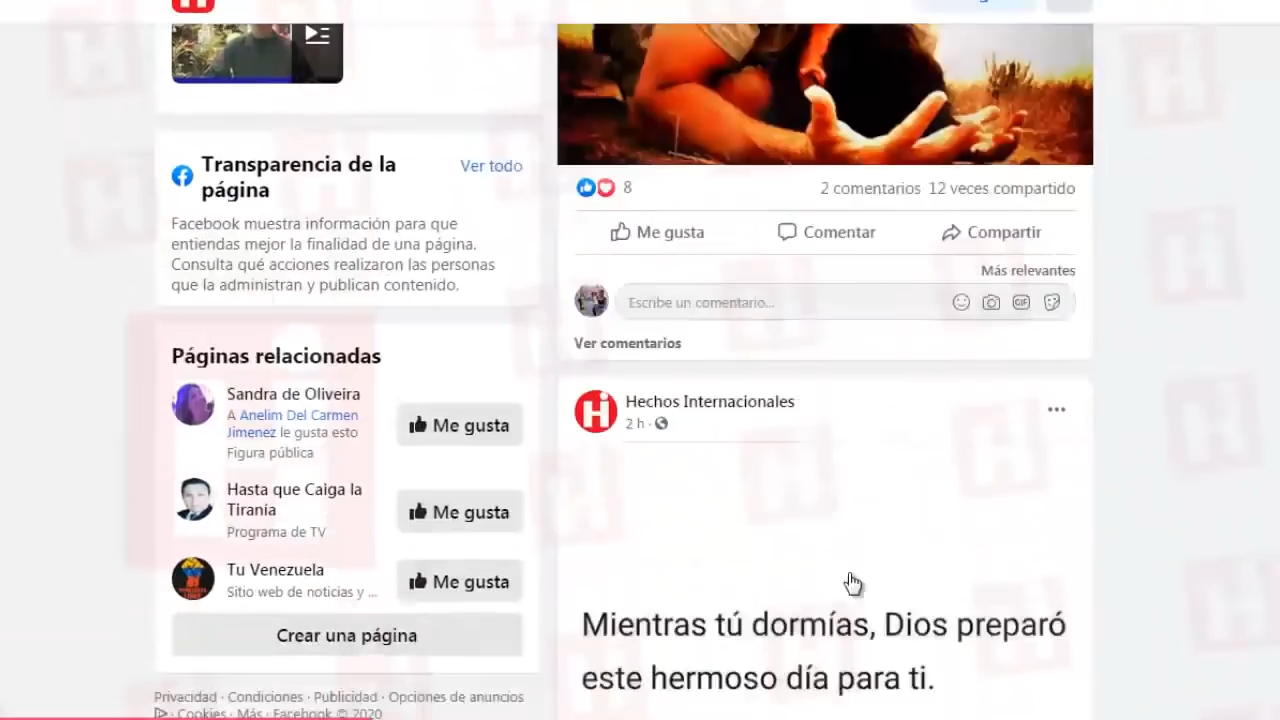 Transparencia de la
página
Ver todo
Facebook muestra información para que
entiendas mejor la finalidad de una página.
Consulta qué acciones realizaron las personas
que la administran y publican contenido.
Páginas relacionadas
Sandra de Oliveira
A Anelim Del Carmen
Jimenez le gusta esto
Figura pública
Me gusta
Hasta que Caiga la
Tirania
Programa de TV
Me gusta
Tu Venezuela
Sitio web de noticias y ...
Me gusta
Crear una página
Privacidad · Condiciones · Publicidad · Opciones de anuncios
· Cookies · Más · Facebook © 2020
8
2 comentarios 12 veces compartido
Me gusta Comentar Compartir
Más relevantes
Escribe un comentario...
GIF
Ver comentarios
Hi
Hechos Internacionales
2 h ·
Mientras tú dormías, Dios preparó
este hermoso día para ti.